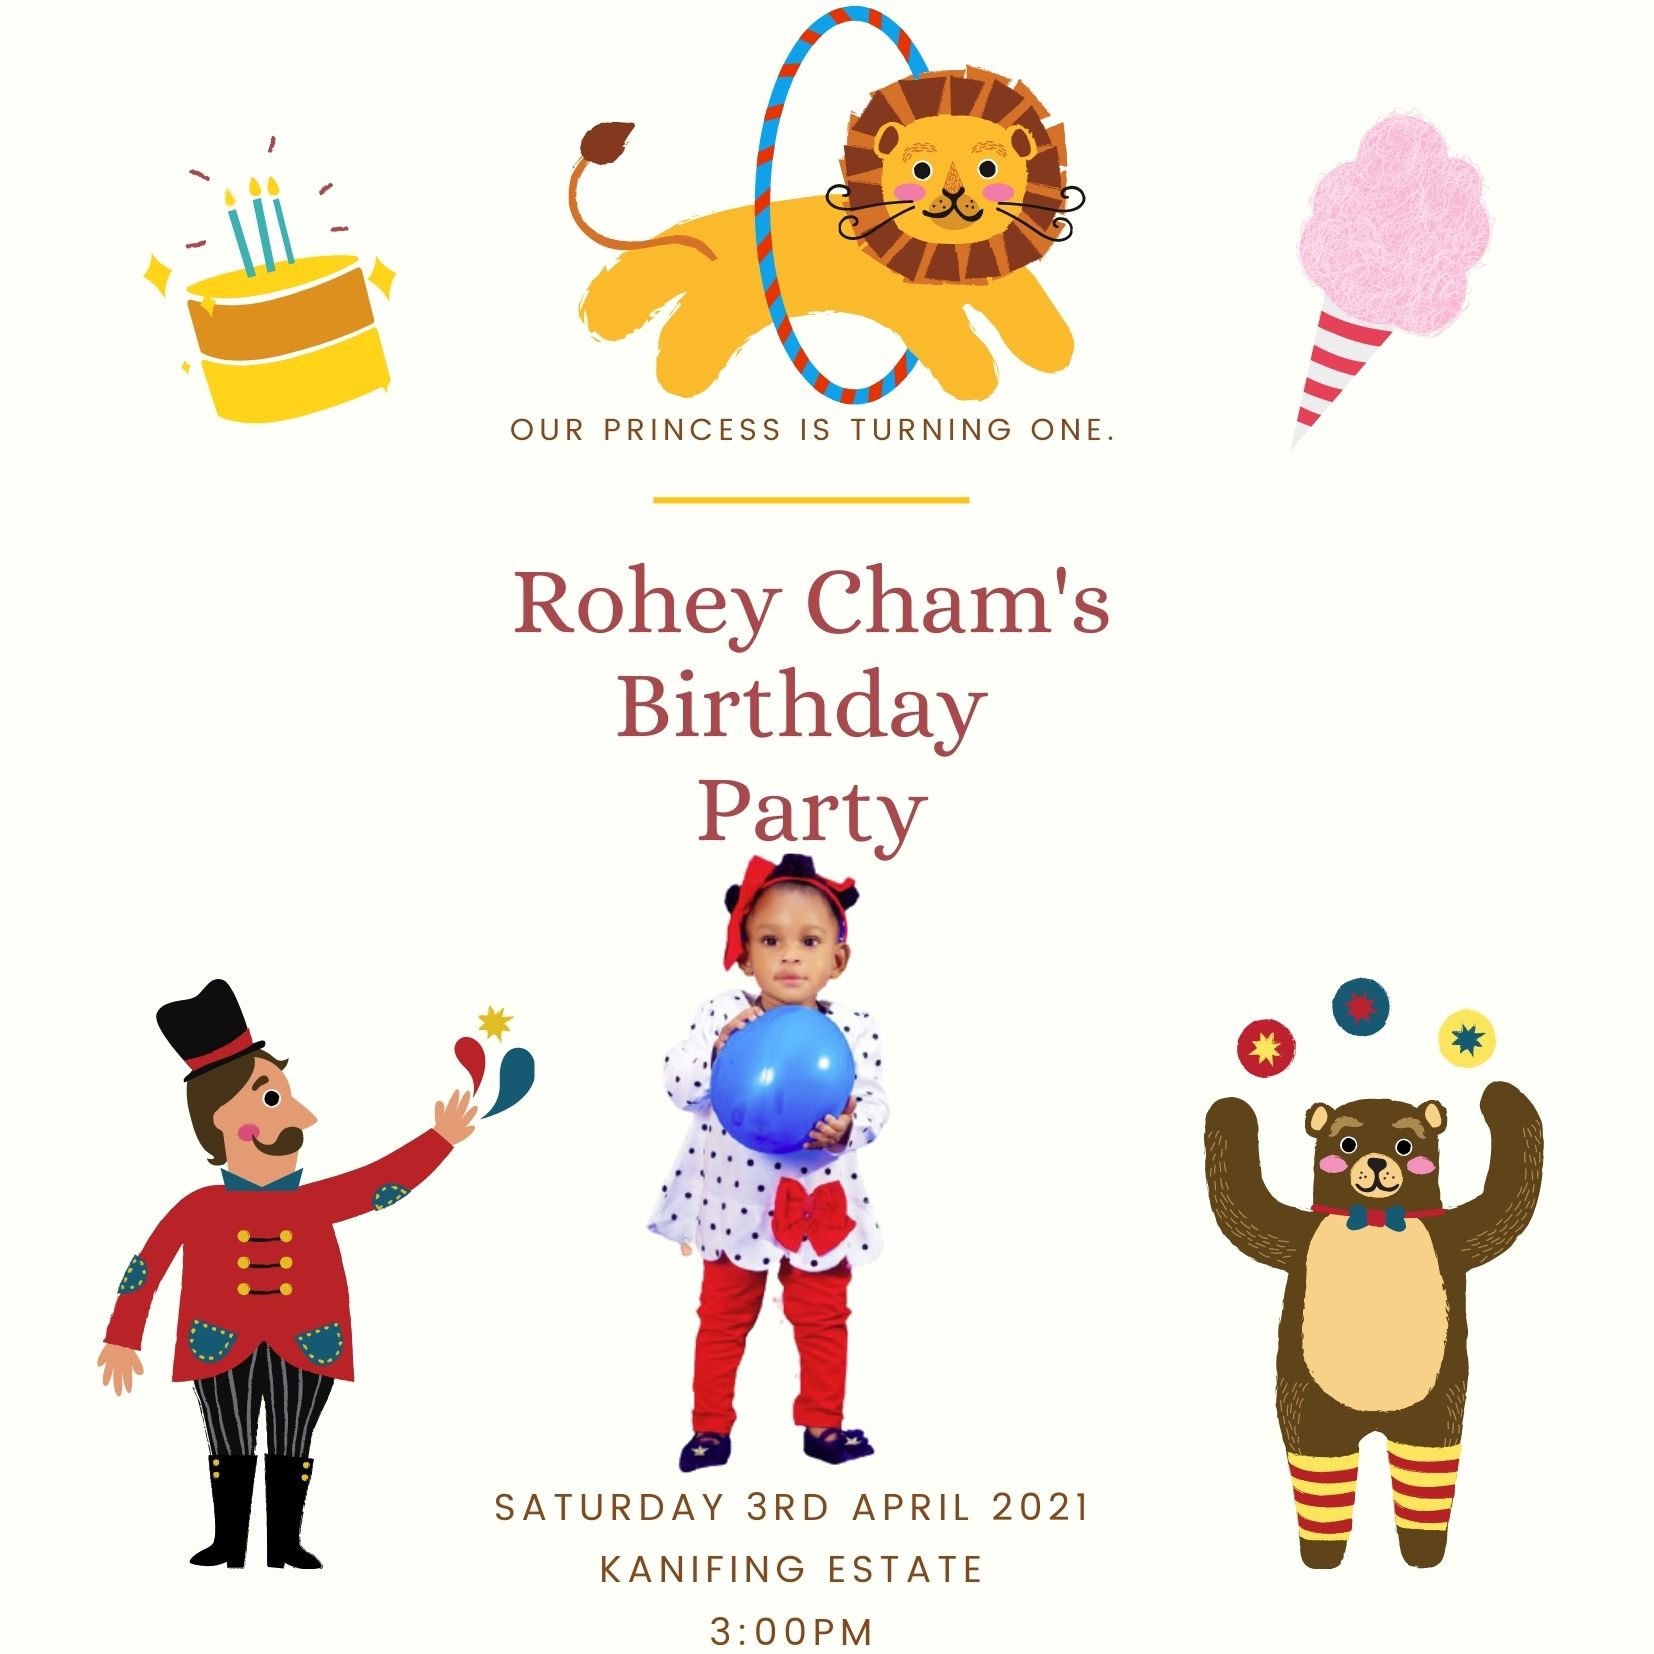 OUR PRINCESS IS TURNING ONE.
Rohey Cham's
Birthday
Party
SATURDAY 3RD APRIL 2021
KANIFING ESTATE
3:00PM